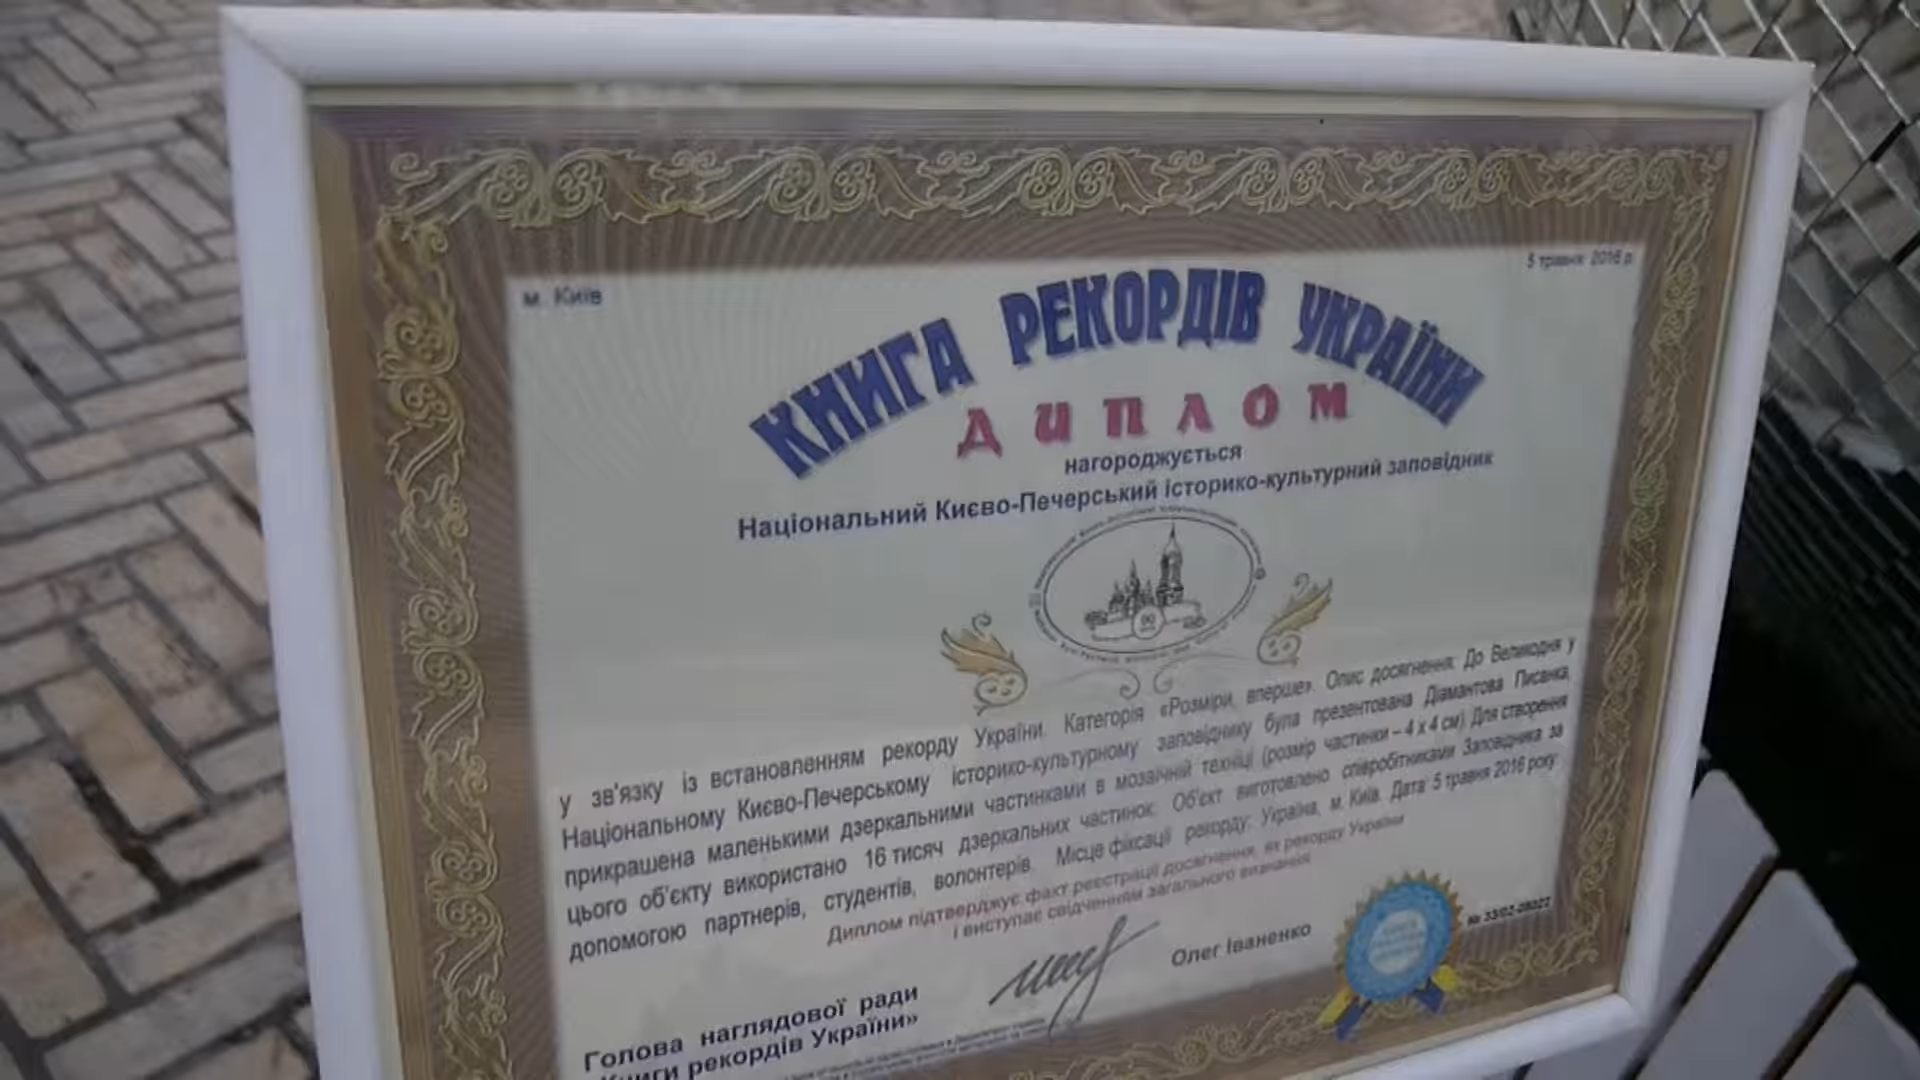 м. Київ
5 травня 2016 р.
КНИГА РЕКОРДІВ УКРАЇНИ
ДИПЛОМ
нагороджується
Національний Києво-Печерський історико-культурний заповідник
90
у зв'язку із встановленням рекорду України. Категорія «Розміри, вперше». Опис досягнення: До Великодня у
Національному Києво-Печерському історико-культурному заповіднику була презентована Діамантова Писанка,
прикрашена маленькими дзеркальними частинками в мозаїчній техніці (розмір частинки – 4 х 4 см). Для створення
цього об'єкту використано 16 тисяч дзеркальних частинок. Об'єкт виготовлено співробітниками Заповідника за
допомогою партнерів, студентів, волонтерів. Місце фіксації рекорду: Україна, м. Київ. Дата: 5 травня 2016 року.
Диплом підтверджує факт реєстрації досягнення, як рекорду України
і виступає свідченням загального визнання
Голова наглядової ради
«Книги рекордів України»
Олег Іваненко